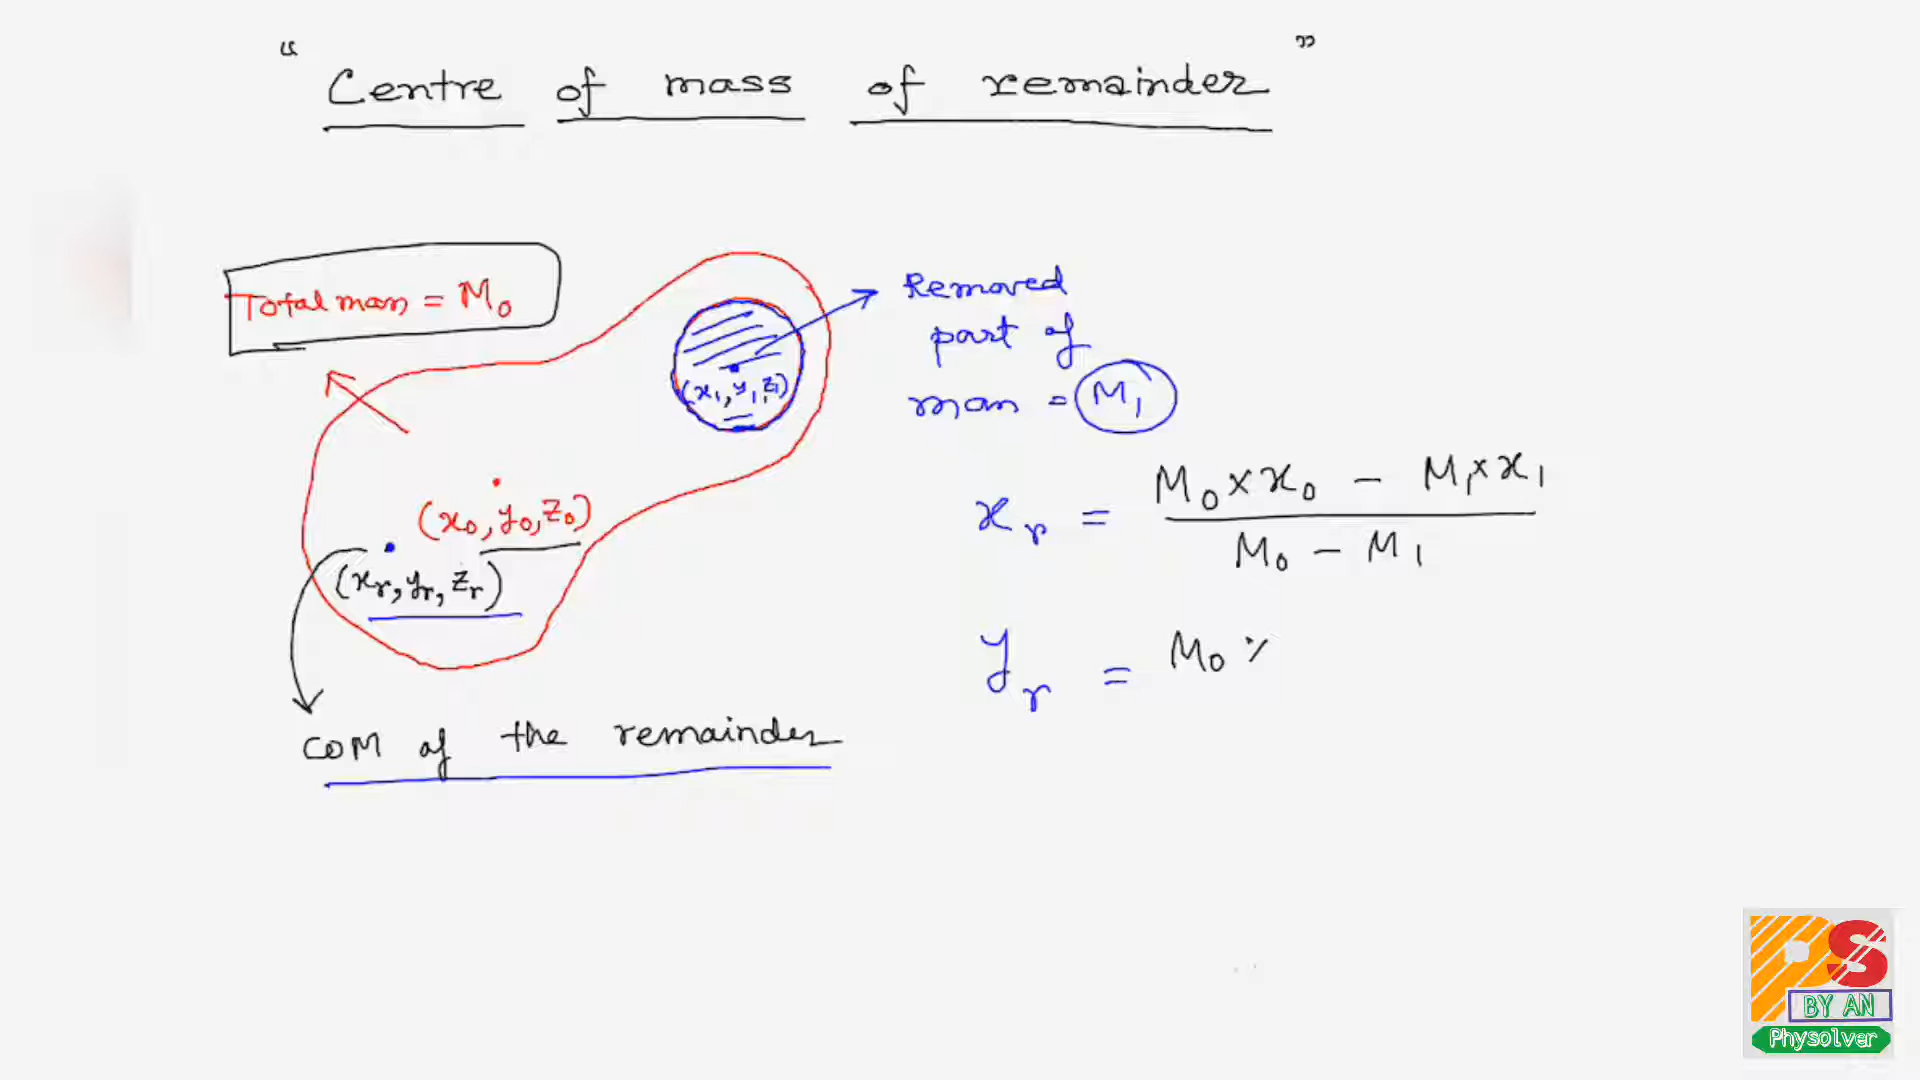 “ Centre of mass of remainder ”
Total mass = M₀
Removed
part of
mass = M₁
(x₁, y₁, z₁)
(x₀, y₀, z₀)
(xᵣ, yᵣ, zᵣ)
COM of the remainder
xᵣ = (M₀ × x₀ − M₁ × x₁) / (M₀ − M₁)
yᵣ = M₀ ×
PS
BY AN
Physolver